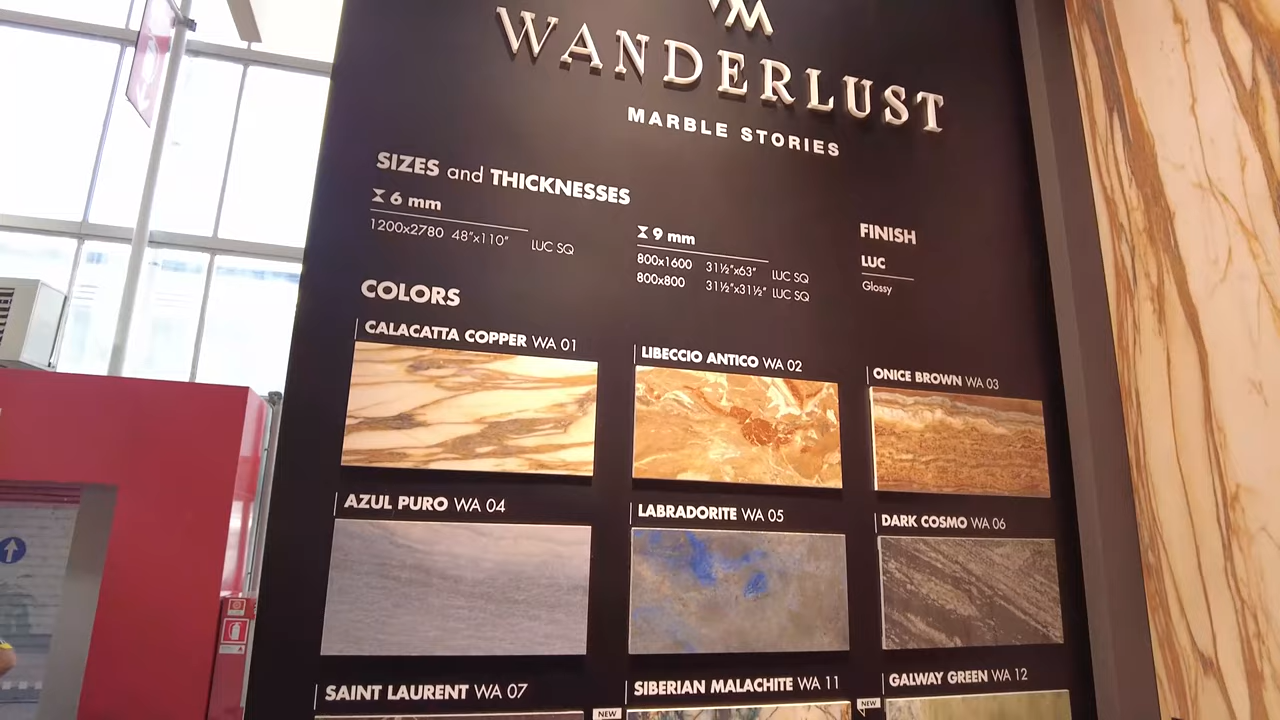 WANDERLUST
MARBLE STORIES
SIZES and THICKNESSES
6 mm
1200x2780 48"x110" LUC SQ
9 mm
800x1600 31½"x63" LUC SQ
800x800 31½"x31½" LUC SQ
FINISH
LUC
Glossy
COLORS
CALACATTA COPPER WA 01
LIBECCIO ANTICO WA 02
ONICE BROWN WA 03
AZUL PURO WA 04
LABRADORITE WA 05
DARK COSMO WA 06
SAINT LAURENT WA 07
SIBERIAN MALACHITE WA 11
GALWAY GREEN WA 12
NEW
NEW